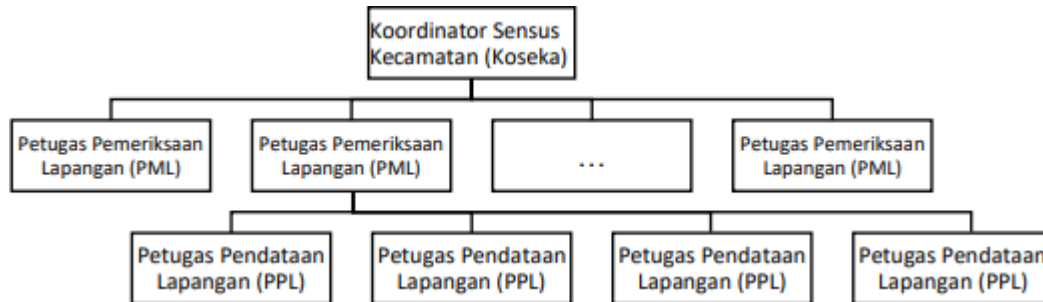 Koordinator Sensus
Kecamatan (Koseka)
Petugas Pemeriksaan
Lapangan (PML)
Petugas Pemeriksaan
Lapangan (PML)
...
Petugas Pemeriksaan
Lapangan (PML)
Petugas Pendataan
Lapangan (PPL)
Petugas Pendataan
Lapangan (PPL)
Petugas Pendataan
Lapangan (PPL)
Petugas Pendataan
Lapangan (PPL)